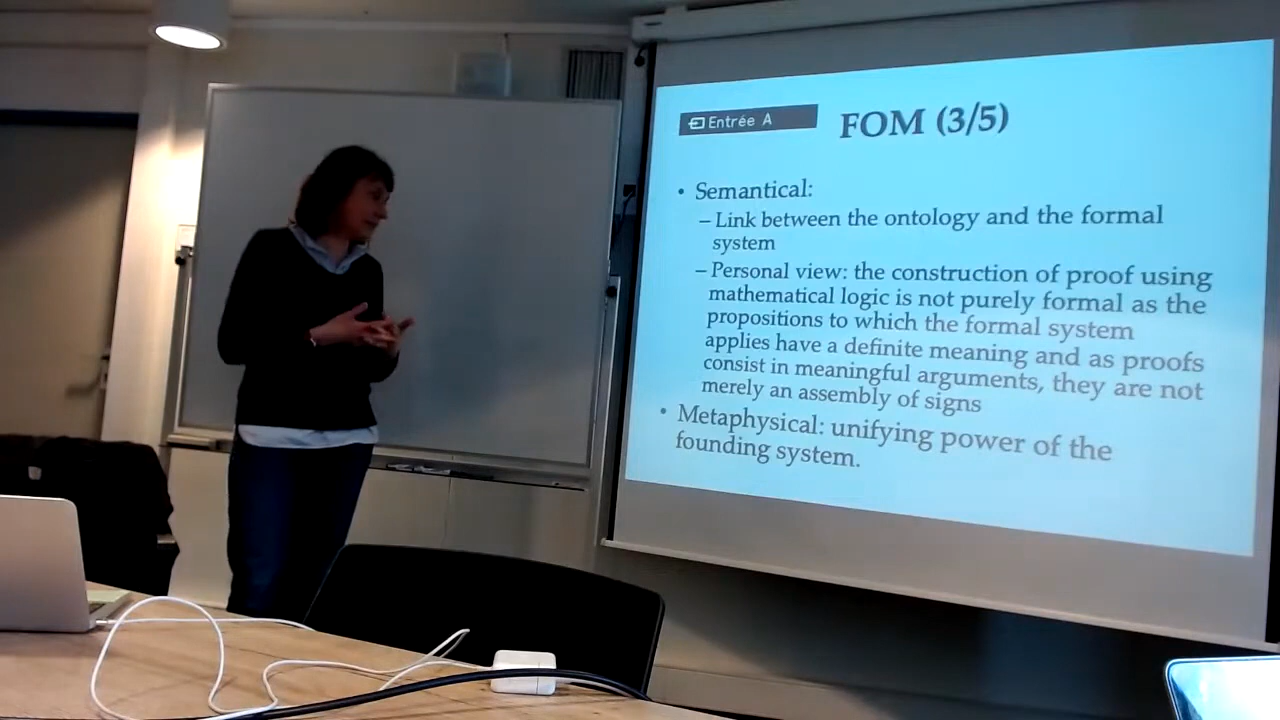 Entrée A
FOM (3/5)
• Semantical:
– Link between the ontology and the formal
system
– Personal view: the construction of proof using
mathematical logic is not purely formal as the
propositions to which the formal system
applies have a definite meaning and as proofs
consist in meaningful arguments, they are not
merely an assembly of signs
• Metaphysical: unifying power of the
founding system.